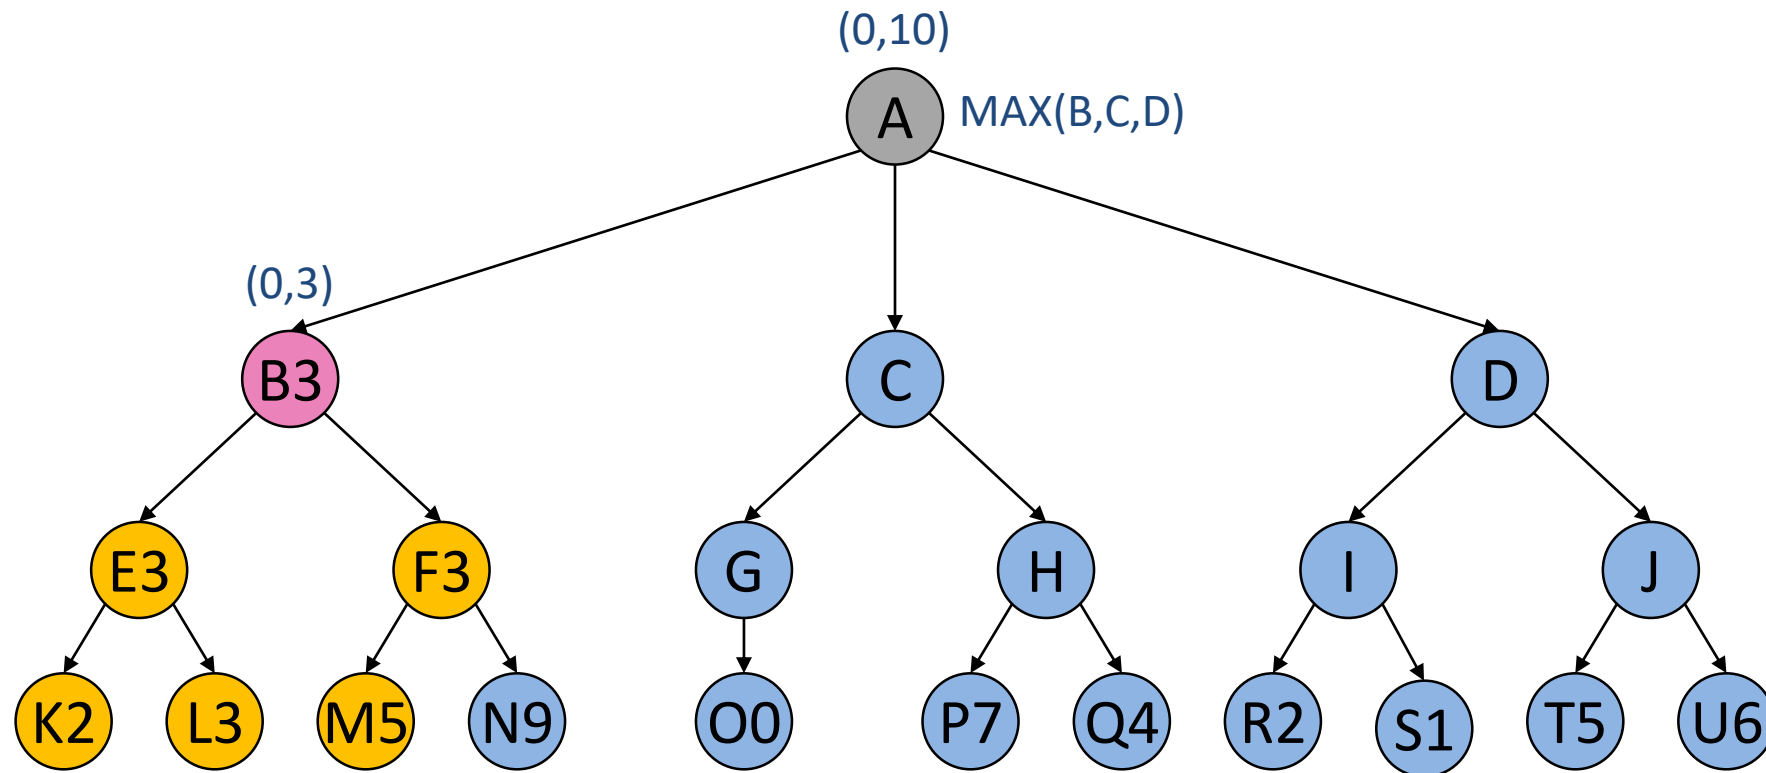 (0,10)
A
MAX(B,C,D)
(0,3)
B3
C
D
E3
F3
G
H
I
J
K2
L3
M5
N9
O0
P7
Q4
R2
S1
T5
U6